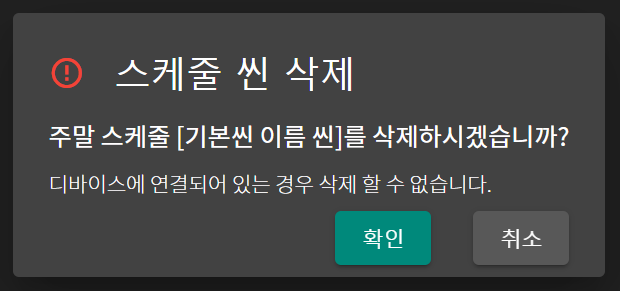 스케줄 씬 삭제
주말 스케줄 [기본씬 이름 씬]를 삭제하시겠습니까?
디바이스에 연결되어 있는 경우 삭제 할 수 없습니다.
확인 취소